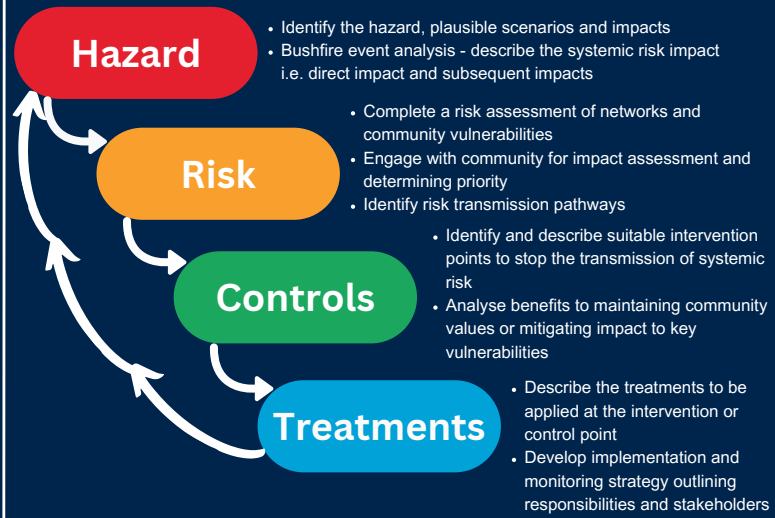 Hazard
• Identify the hazard, plausible scenarios and impacts
• Bushfire event analysis - describe the systemic risk impact
i.e. direct impact and subsequent impacts
Risk
• Complete a risk assessment of networks and
community vulnerabilities
• Engage with community for impact assessment and
determining priority
• Identify risk transmission pathways
Controls
• Identify and describe suitable intervention
points to stop the transmission of systemic
risk
• Analyse benefits to maintaining community
values or mitigating impact to key
vulnerabilities
Treatments
• Describe the treatments to be
applied at the intervention or
control point
• Develop implementation and
monitoring strategy outlining
responsibilities and stakeholders